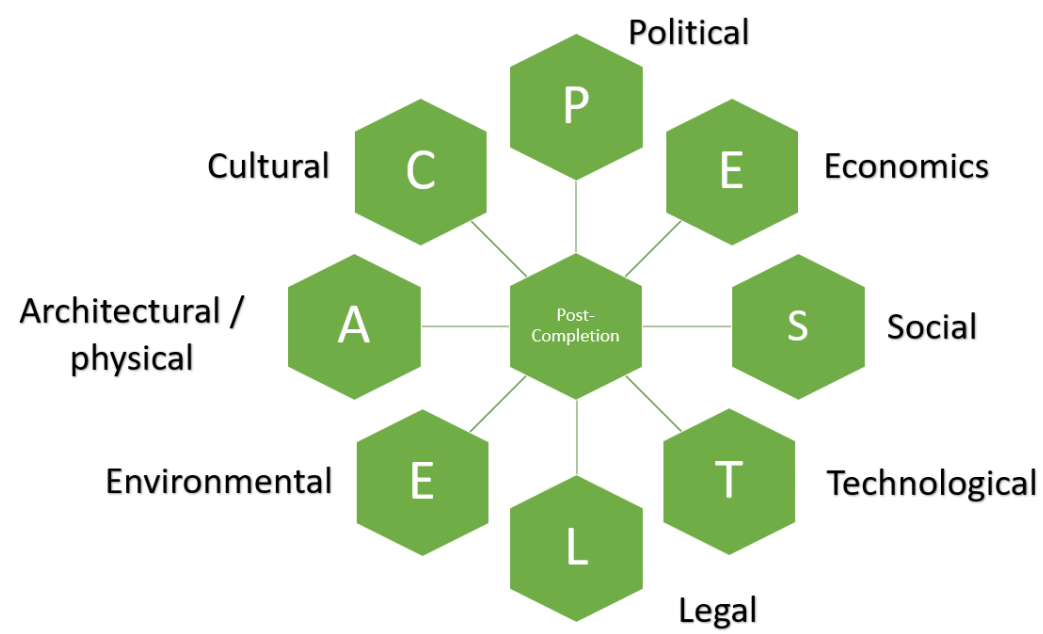 Political
P
E
Economics
S
Social
T
Technological
L
Legal
E
Environmental
A
Architectural /
physical
C
Cultural
Post-
Completion